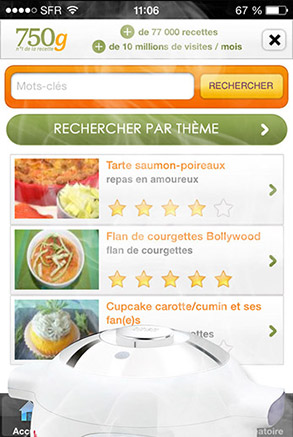 SFR 11:06 67 %
750g
n°1 de la recette
+ de 77 000 recettes
+ de 10 millions de visites / mois
Mots-clés
RECHERCHER
RECHERCHER PAR THÈME
Tarte saumon-poireaux
repas en amoureux
Flan de courgettes Bollywood
flan de courgettes
Cupcake carotte/cumin et ses
fan(e)s